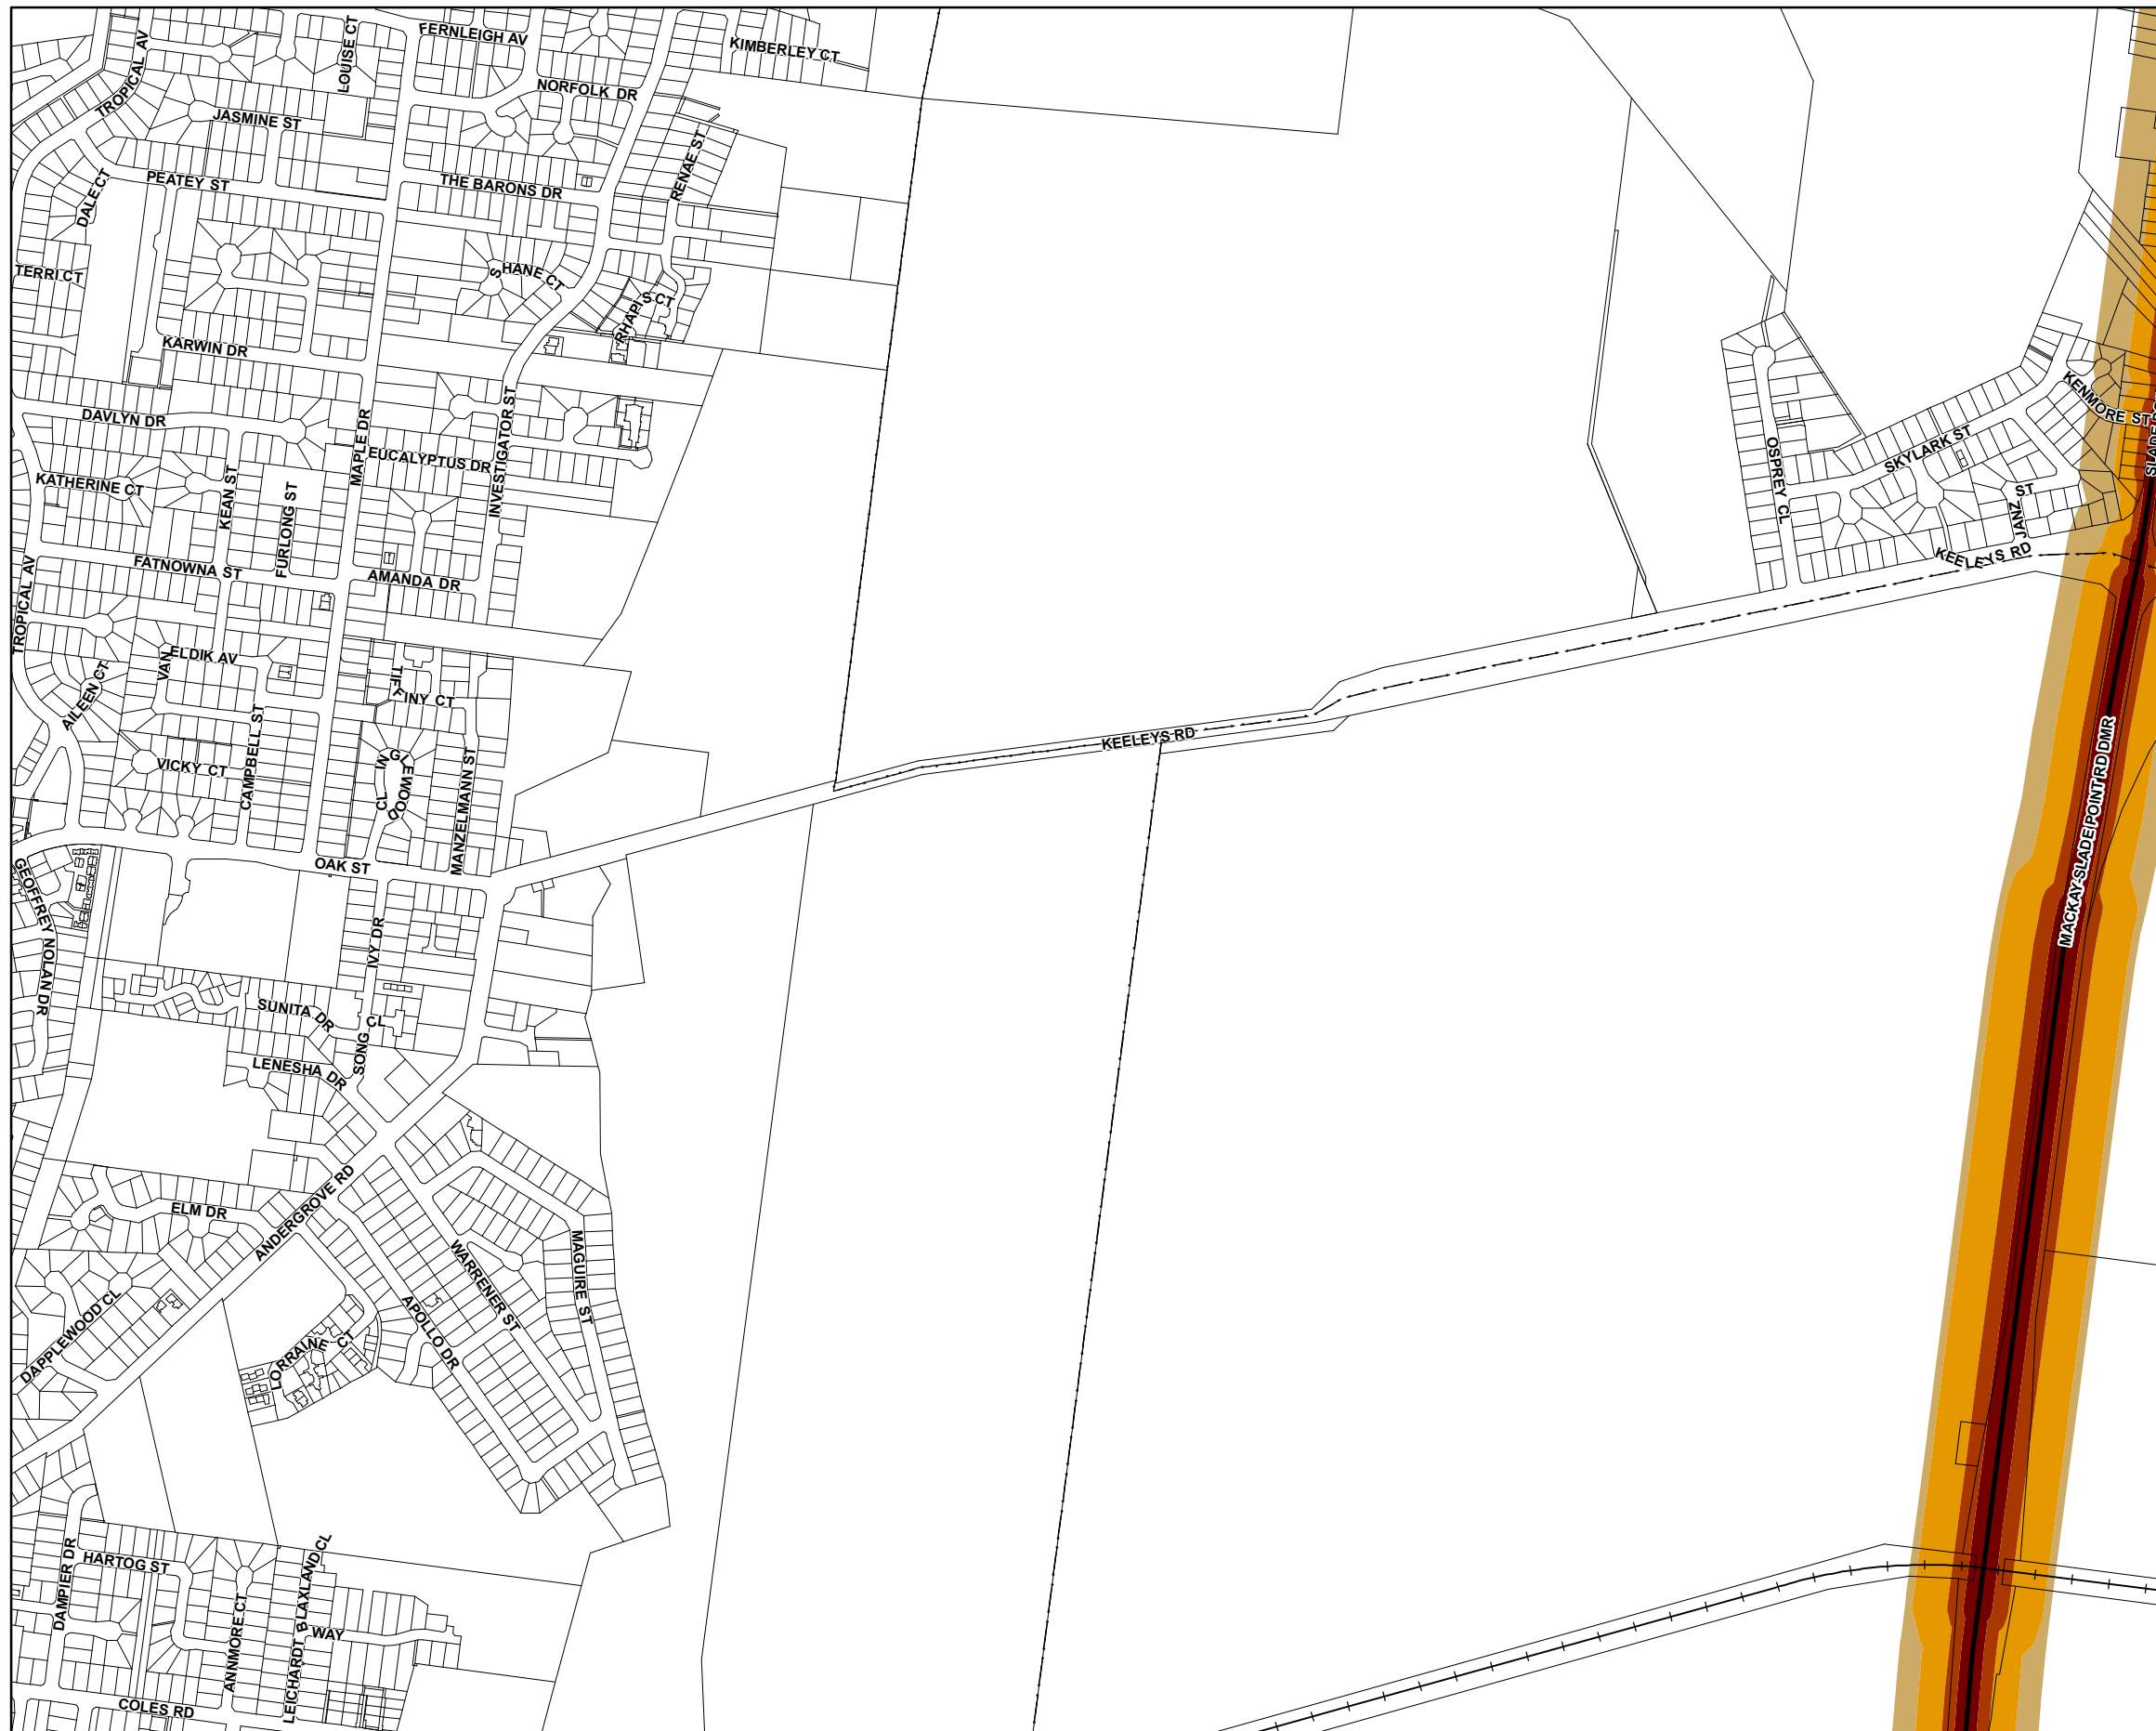 FERNLEIGH AV
KIMBERLEY CT
LOUISE CT
TROPICAL AV
NORFOLK DR
JASMINE ST
RENAE ST
PEATEY ST
THE BARONS DR
DALE CT
TERRI CT
SHANE CT
RHAPIS CT
KARWIN DR
KENMORE ST
DAVLYN DR
MAPLE DR
INVESTIGATOR ST
EUCALYPTUS DR
OSPREY CL
SKYLARK ST
KATHERINE CT
KEAN ST
FURLONG ST
JANZ ST
KEELEYS RD
FATNOWNA ST
AMANDA DR
TROPICAL AV
VAN ELDIK AV
AILEEN CT
TIFFINY CT
CAMPBELL ST
KEELEYS RD
VICKY CT
MANZELMANN ST
MACKAY-SLADE POINT RD DMR
OAK ST
GEOFFREY NOLAN DR
IVY DR
SUNITA DR
SONG CL
LENESHA DR
ELM DR
ANDERGROVE RD
WARRENER ST
MAGUIRE ST
DAPPLEWOOD CL
APOLLO DR
LORRAINE CT
HARTOG ST
DAMPIER DR
BLAXLAND CL
ANNMORE CT
LEICHARDT WAY
COLES RD